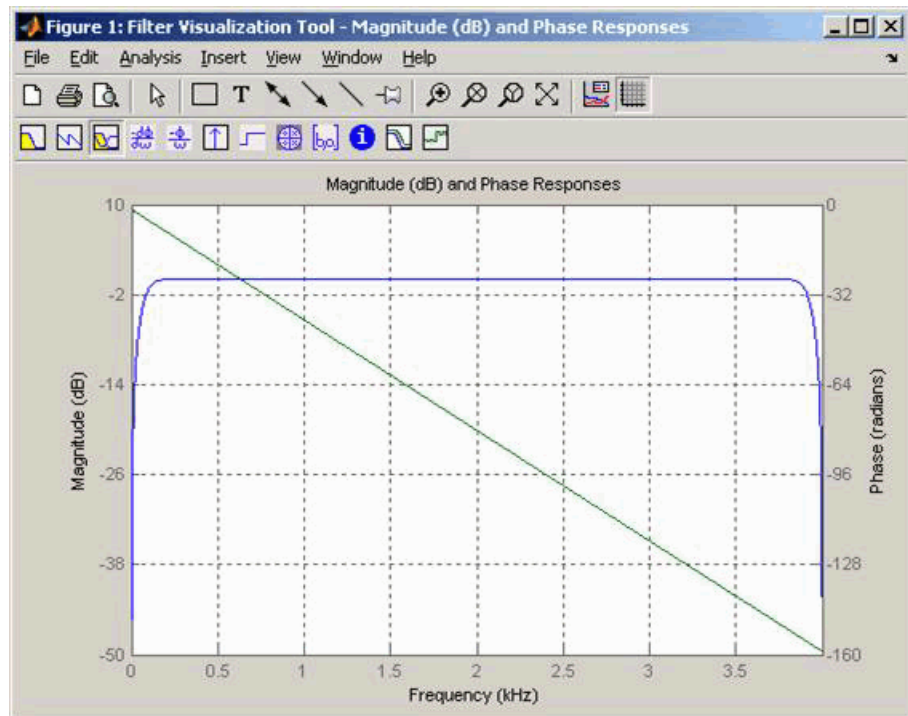 Figure 1: Filter Visualization Tool - Magnitude (dB) and Phase Responses
File Edit Analysis Insert View Window Help
T
[b,a]
i
Magnitude (dB) and Phase Responses
10
-2
-14
-26
-38
-50
Magnitude (dB)
0
-32
-64
-96
-128
-160
Phase (radians)
0 0.5 1 1.5 2 2.5 3 3.5
Frequency (kHz)